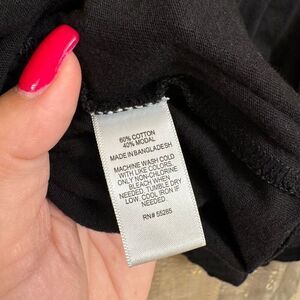 60% COTTON
40% MODAL
MADE IN BANGLADESH
MACHINE WASH COLD
WITH LIKE COLORS.
ONLY NON-CHLORINE
BLEACH WHEN
NEEDED. TUMBLE DRY
LOW. COOL IRON IF
NEEDED.
RN# 55285